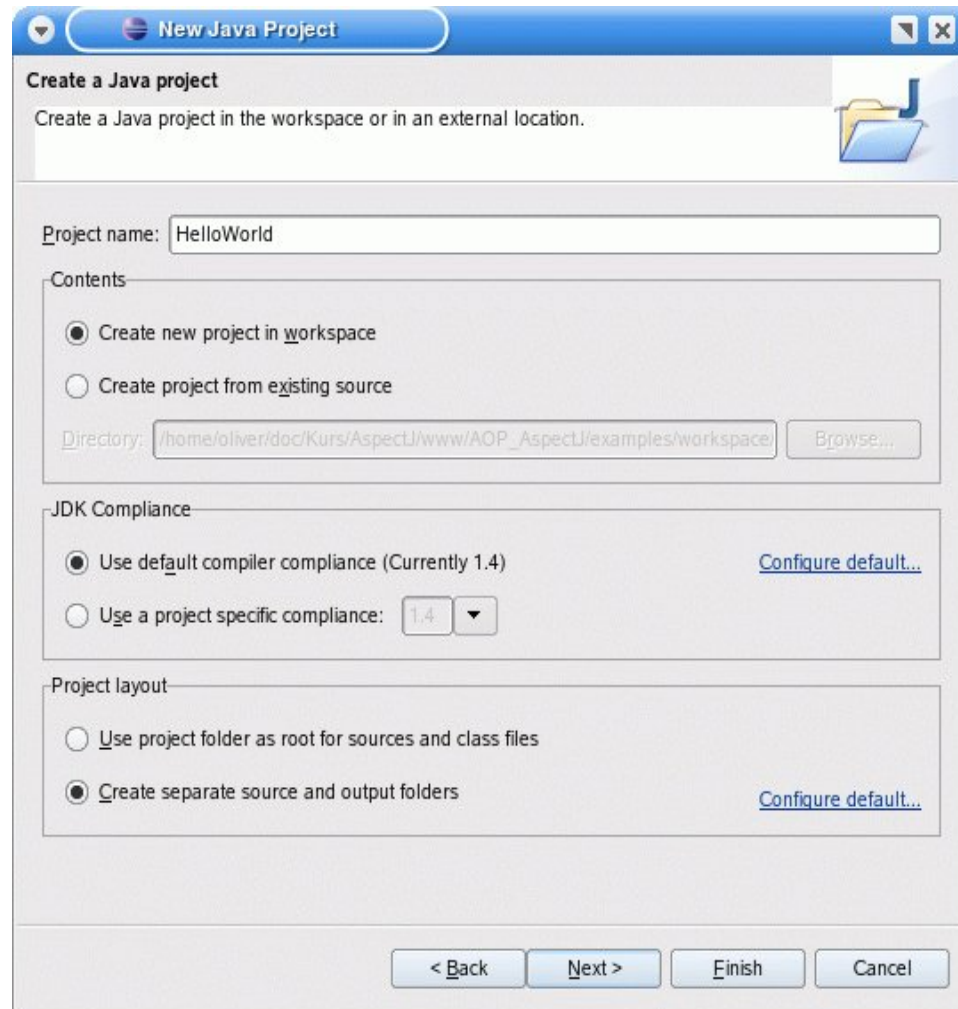 New Java Project
Create a Java project
Create a Java project in the workspace or in an external location.
Project name: HelloWorld
Contents
Create new project in workspace
Create project from existing source
Directory: /home/oliver/doc/Kurs/AspectJ/www/AOP_AspectJ/examples/workspace/ Browse...
JDK Compliance
Use default compiler compliance (Currently 1.4) Configure default...
Use a project specific compliance: 1.4
Project layout
Use project folder as root for sources and class files
Create separate source and output folders Configure default...
< Back Next > Finish Cancel